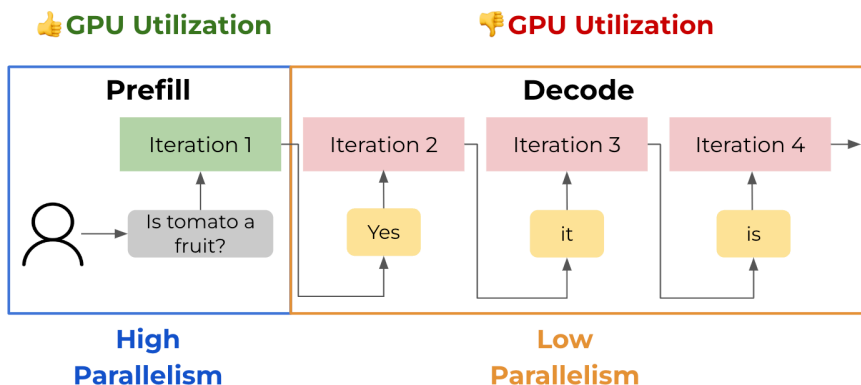 👍GPU Utilization
👎GPU Utilization
Prefill
Decode
Iteration 1
Iteration 2
Iteration 3
Iteration 4
Is tomato a
fruit?
Yes
it
is
High
Parallelism
Low
Parallelism